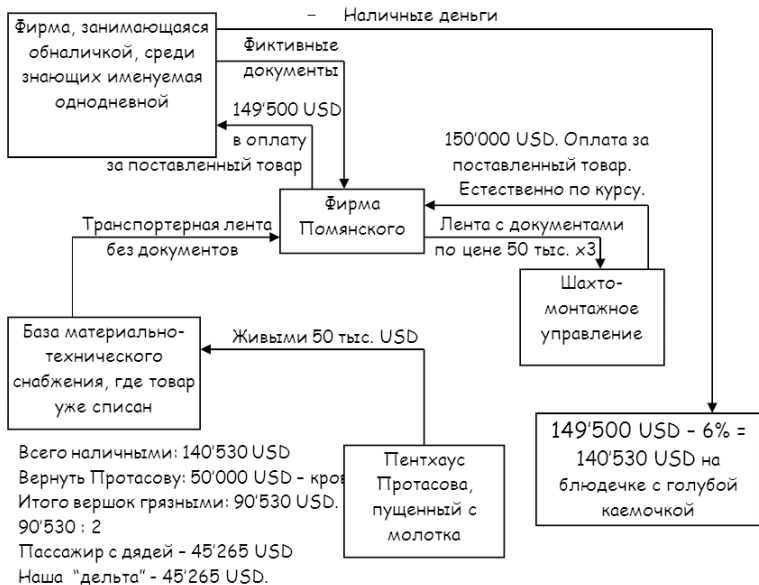 – Наличные деньги
Фирма, занимающаяся
обналичкой, среди
знающих именуемая
однодневной
Фиктивные
документы
149’500 USD
в оплату
за поставленный товар
150’000 USD. Оплата за
поставленный товар.
Естественно по курсу.
Фирма
Помянского
Транспортерная лента
без документов
Лента с документами
по цене 50 тыс. x3
Шахто-
монтажное
управление
База материально-
технического
снабжения, где товар
уже списан
Живыми 50 тыс. USD
149’500 USD – 6% =
140’530 USD на
блюдечке с голубой
каемочкой
Пентхаус
Протасова,
пущенный с
молотка
Всего наличными: 140’530 USD
Вернуть Протасову: 50’000 USD – кров
Итого вершок грязными: 90’530 USD.
90’530 : 2
Пассажир с дядей – 45’265 USD
Наша “дельта” - 45’265 USD.